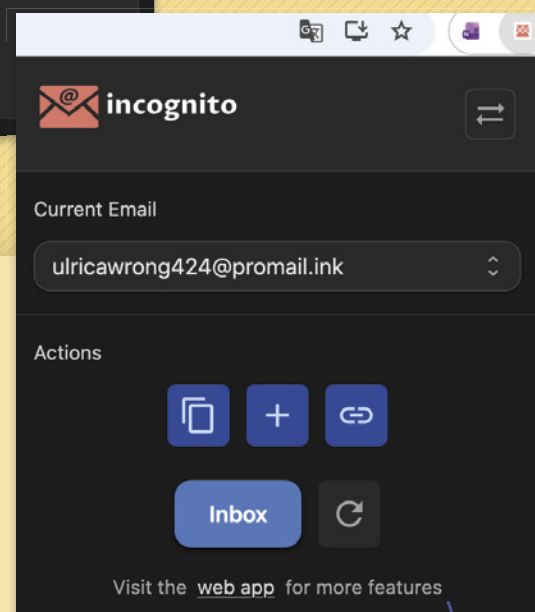 incognito
Current Email
ulricawrong424@promail.ink
Actions
Inbox
Visit the web app for more features